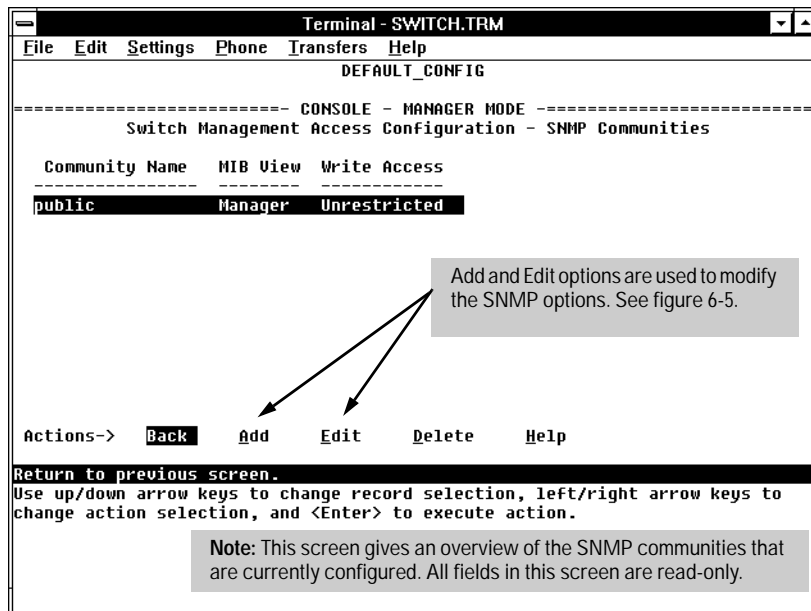 Terminal - SWITCH.TRM
File Edit Settings Phone Transfers Help
DEFAULT_CONFIG
==========================- CONSOLE - MANAGER MODE -==========================
Switch Management Access Configuration - SNMP Communities
Community Name MIB View Write Access
---------------- -------- ------------
public Manager Unrestricted
Add and Edit options are used to modify
the SNMP options. See figure 6-5.
Actions-> Back Add Edit Delete Help
Return to previous screen.
Use up/down arrow keys to change record selection, left/right arrow keys to
change action selection, and <Enter> to execute action.
Note: This screen gives an overview of the SNMP communities that
are currently configured. All fields in this screen are read-only.